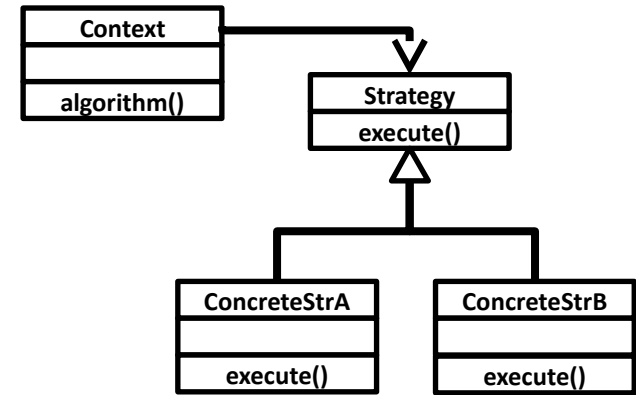 Context
algorithm()
Strategy
execute()
ConcreteStrA
execute()
ConcreteStrB
execute()